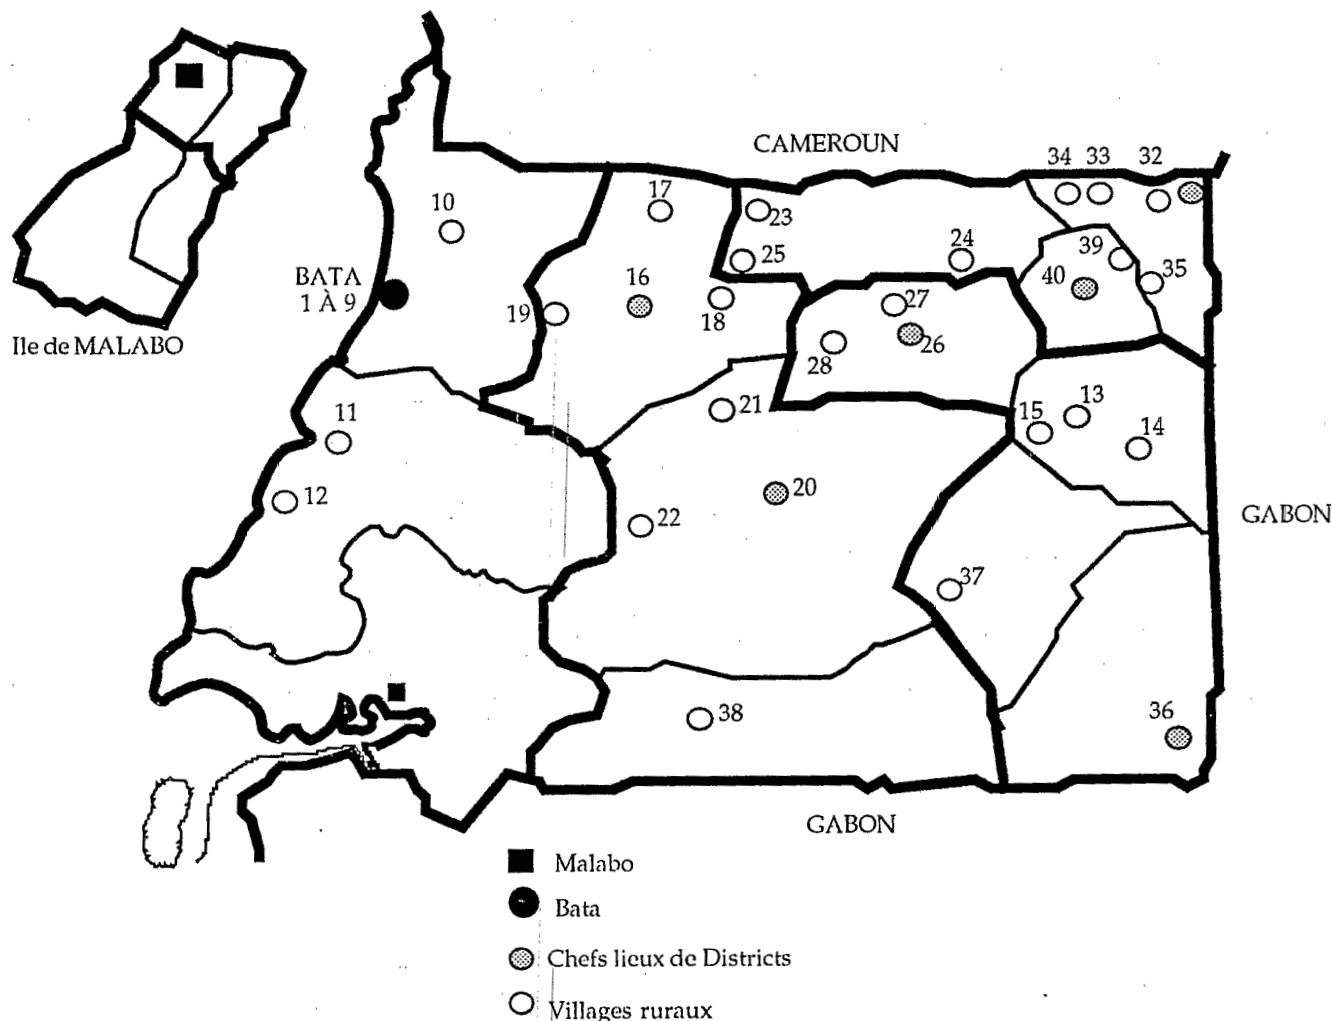 CAMEROUN
34 33 32
17
10
23
24
39
25
BATA
1 À 9
16
40
35
19
18
27
26
28
Ile de MALABO
11
21
15
13
14
12
20
22
GABON
37
38
36
GABON
Malabo
Bata
Chefs lieux de Districts
Villages ruraux